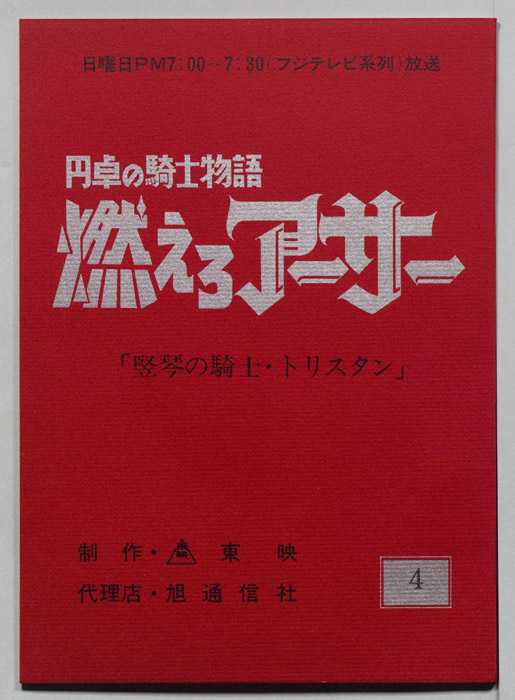 日曜日PM7:00-7:30(フジテレビ系列)放送
円卓の騎士物語
燃えろアーサー
「竪琴の騎士・トリスタン」
制作・東映 東映
代理店・旭通信社
4